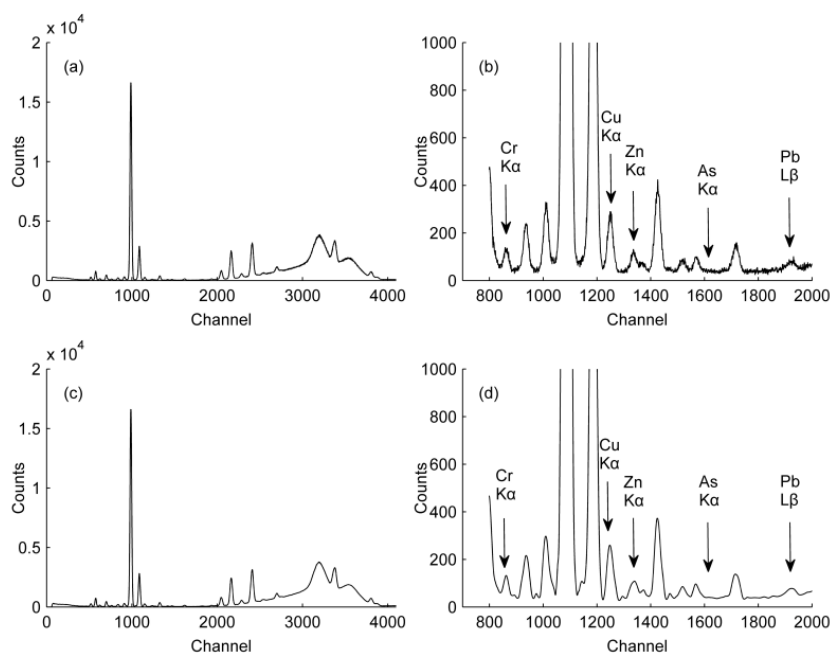 x 10⁴
2
1.5
1
0.5
0
Counts
(a)
0 1000 2000 3000 4000
Channel
1000
800
600
400
200
0
Counts
(b)
Cr
Kα
Cu
Kα
Zn
Kα
As
Kα
Pb
Lβ
800 1000 1200 1400 1600 1800 2000
Channel
x 10⁴
2
1.5
1
0.5
0
Counts
(c)
0 1000 2000 3000 4000
Channel
1000
800
600
400
200
0
Counts
(d)
Cr
Kα
Cu
Kα
Zn
Kα
As
Kα
Pb
Lβ
800 1000 1200 1400 1600 1800 2000
Channel